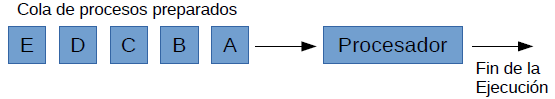 Cola de procesos preparados
E D C B A Procesador
Fin de la
Ejecución